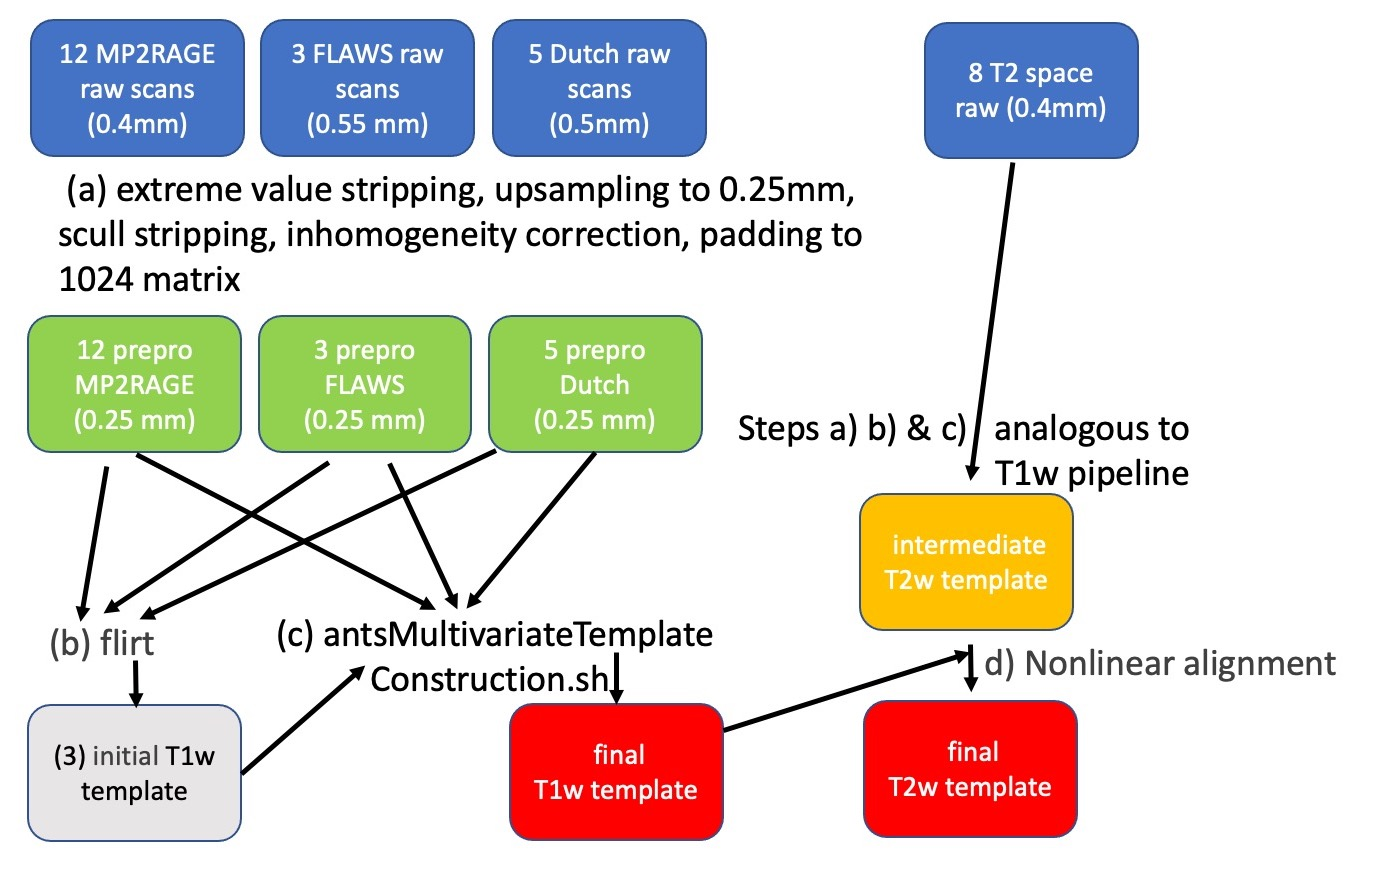 12 MP2RAGE
raw scans
(0.4mm)
3 FLAWS raw
scans
(0.55 mm)
5 Dutch raw
scans
(0.5mm)
8 T2 space
raw (0.4mm)
(a) extreme value stripping, upsampling to 0.25mm,
scull stripping, inhomogeneity correction, padding to
1024 matrix
12 prepro
MP2RAGE
(0.25 mm)
3 prepro
FLAWS
(0.25 mm)
5 prepro
Dutch
(0.25 mm)
Steps a) b) & c) analogous to
T1w pipeline
intermediate
T2w template
(b) flirt
(c) antsMultivariateTemplate
Construction.sh
d) Nonlinear alignment
(3) initial T1w
template
final
T1w template
final
T2w template